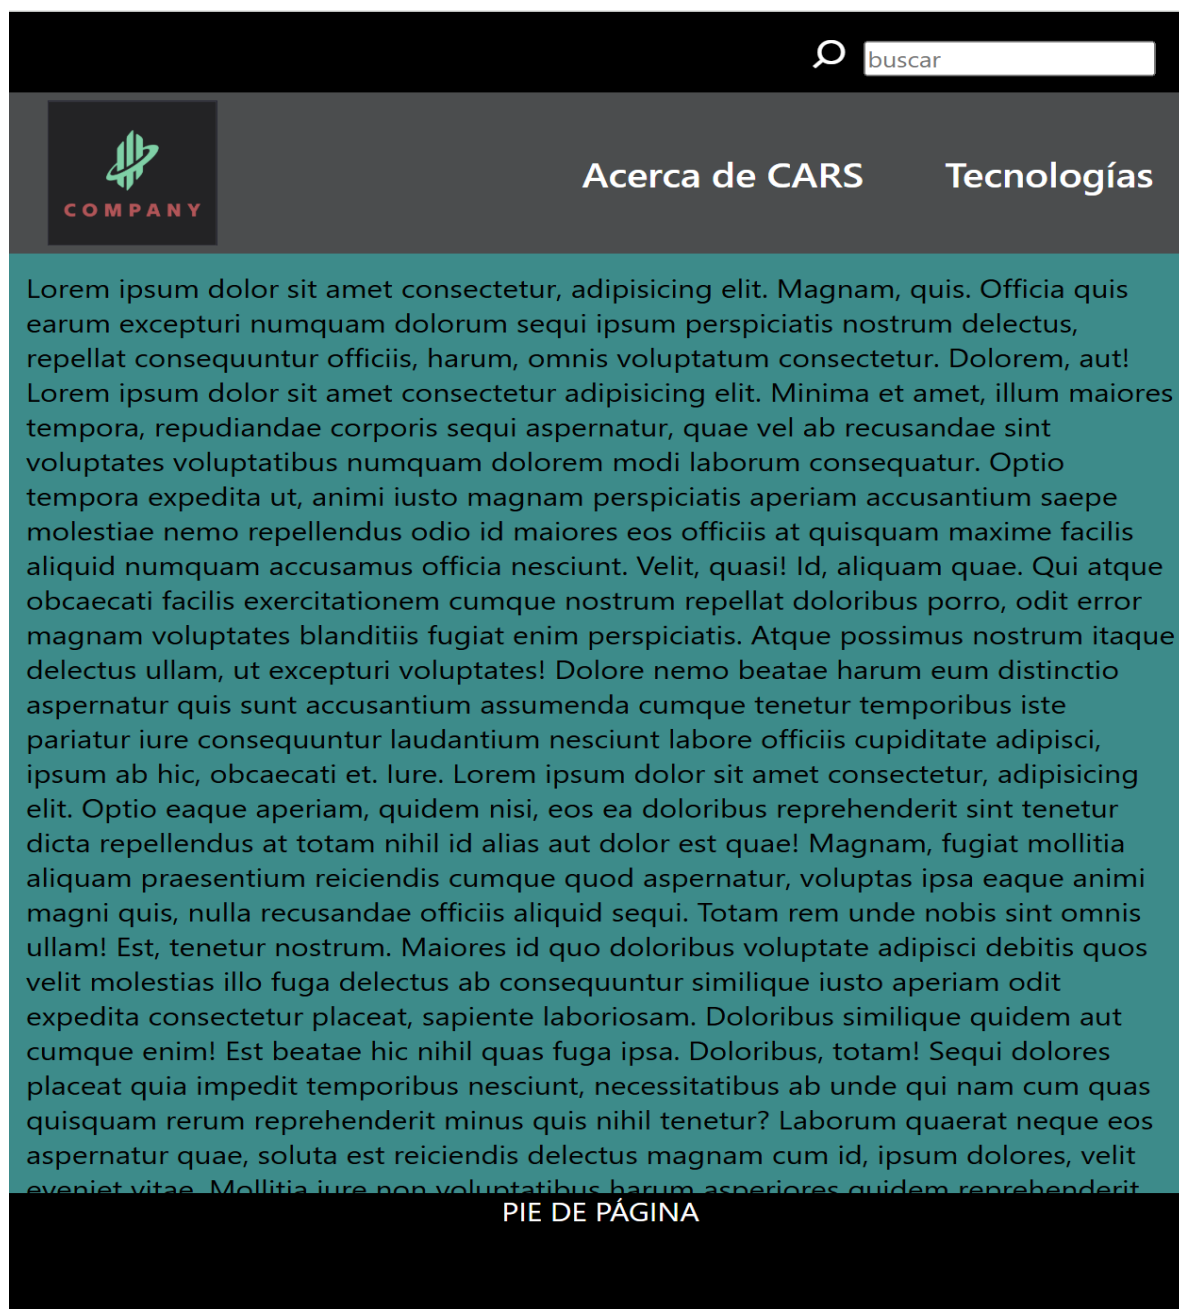 buscar
COMPANY
Acerca de CARS
Tecnologías
Lorem ipsum dolor sit amet consectetur, adipisicing elit. Magnam, quis. Officia quis
earum excepturi numquam dolorum sequi ipsum perspiciatis nostrum delectus,
repellat consequuntur officiis, harum, omnis voluptatum consectetur. Dolorem, aut!
Lorem ipsum dolor sit amet consectetur adipisicing elit. Minima et amet, illum maiores
tempora, repudiandae corporis sequi aspernatur, quae vel ab recusandae sint
voluptates voluptatibus numquam dolorem modi laborum consequatur. Optio
tempora expedita ut, animi iusto magnam perspiciatis aperiam accusantium saepe
molestiae nemo repellendus odio id maiores eos officiis at quisquam maxime facilis
aliquid numquam accusamus officia nesciunt. Velit, quasi! Id, aliquam quae. Qui atque
obcaecati facilis exercitationem cumque nostrum repellat doloribus porro, odit error
magnam voluptates blanditiis fugiat enim perspiciatis. Atque possimus nostrum itaque
delectus ullam, ut excepturi voluptates! Dolore nemo beatae harum eum distinctio
aspernatur quis sunt accusantium assumenda cumque tenetur temporibus iste
pariatur iure consequuntur laudantium nesciunt labore officiis cupiditate adipisci,
ipsum ab hic, obcaecati et. Iure. Lorem ipsum dolor sit amet consectetur, adipisicing
elit. Optio eaque aperiam, quidem nisi, eos ea doloribus reprehenderit sint tenetur
dicta repellendus at totam nihil id alias aut dolor est quae! Magnam, fugiat mollitia
aliquam praesentium reiciendis cumque quod aspernatur, voluptas ipsa eaque animi
magni quis, nulla recusandae officiis aliquid sequi. Totam rem unde nobis sint omnis
ullam! Est, tenetur nostrum. Maiores id quo doloribus voluptate adipisci debitis quos
velit molestias illo fuga delectus ab consequuntur similique iusto aperiam odit
expedita consectetur placeat, sapiente laboriosam. Doloribus similique quidem aut
cumque enim! Est beatae hic nihil quas fuga ipsa. Doloribus, totam! Sequi dolores
placeat quia impedit temporibus nesciunt, necessitatibus ab unde qui nam cum quas
quisquam rerum reprehenderit minus quis nihil tenetur? Laborum quaerat neque eos
aspernatur quae, soluta est reiciendis delectus magnam cum id, ipsum dolores, velit
eveniet vitae. Mollitia iure non voluptatibus harum asperiores quidem reprehenderit
PIE DE PÁGINA